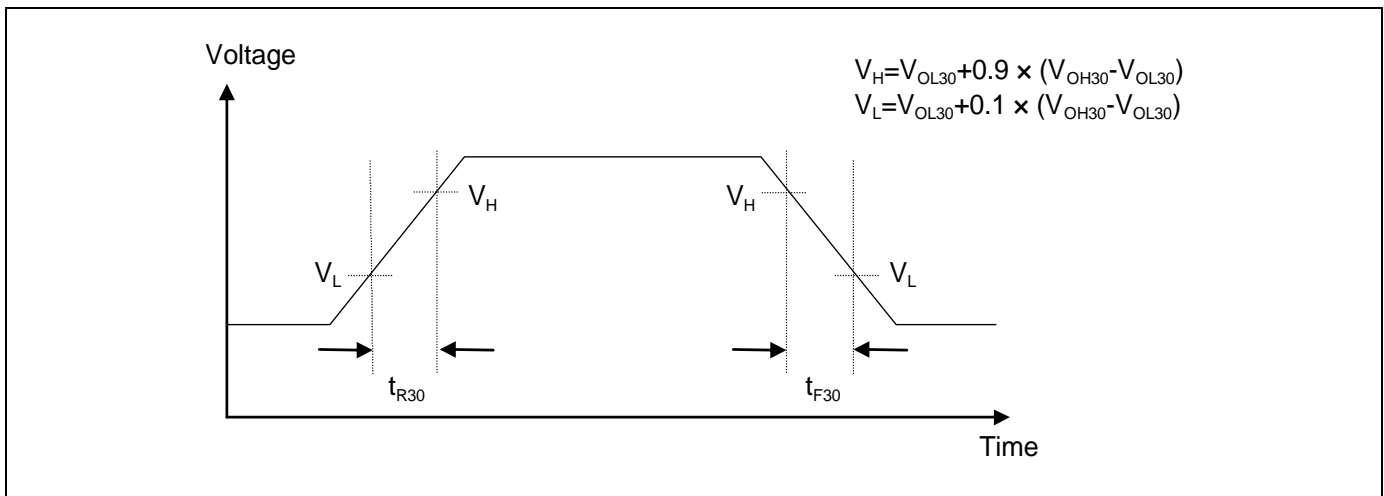 Voltage
V_H=V_OL30+0.9 × (V_OH30-V_OL30)
V_L=V_OL30+0.1 × (V_OH30-V_OL30)
V_H
V_H
V_L
V_L
t_R30
t_F30
Time